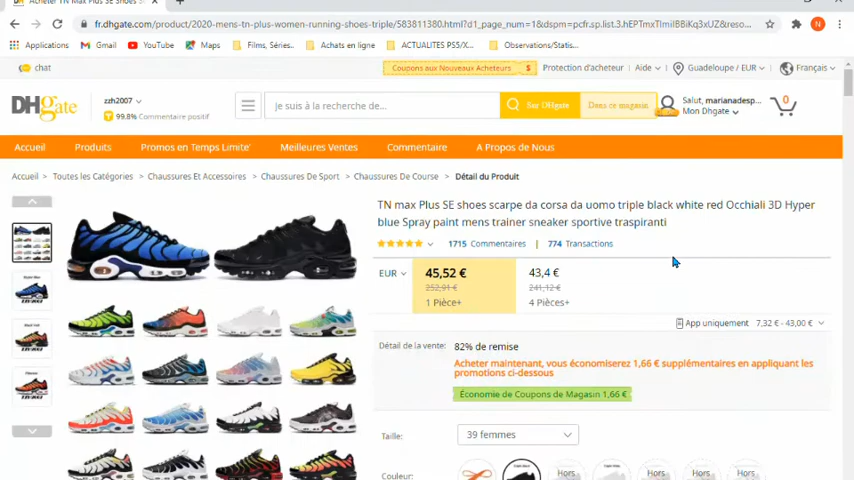 Acheter TN Max Plus SE Shoes S
fr.dhgate.com/product/2020-mens-tn-plus-women-running-shoes-triple/583811380.html?d1_page_num=1&dspm=pcfr.sp.list.3.hEPTmxTlmilBBiKq3xUZ&reso...
Applications Gmail YouTube Maps Films, Séries... Achats en ligne ACTUALITES PS5/X... Observations/Statis...
chat Coupons aux Nouveaux Acheteurs $ Protection d'acheteur Aide Guadeloupe / EUR Français
DHgate zzh2007 je suis à la recherche de... Sur DHgate Dans ce magasin Salut, marianadesp... 0
99.8% Commentaire positif Mon Dhgate
Accueil Produits Promo en Temps Limite' Meilleures Ventes Commentaire A Propos de Nous
Accueil > Toutes les Catégories > Chaussures Et Accessoires > Chaussures De Sport > Chaussures De Course > Détail du Produit
TN max Plus SE shoes scarpe da corsa da uomo triple black white red Occhiali 3D Hyper
blue Spray paint mens trainer sneaker sportive traspiranti
1715 Commentaires | 774 Transactions
EUR 45,52 € 43,4 €
252,91 € 241,12 €
1 Pièce+ 4 Pièces+
App uniquement 7,32 € - 43,00 €
Détail de la vente: 82% de remise
Acheter maintenant, vous économiserez 1,66 € supplémentaires en appliquant les
promotions ci-dessous
Économie de Coupons de Magasin 1,66 €
Taille: 39 femmes
Couleur: Hors Hors Hors Hors